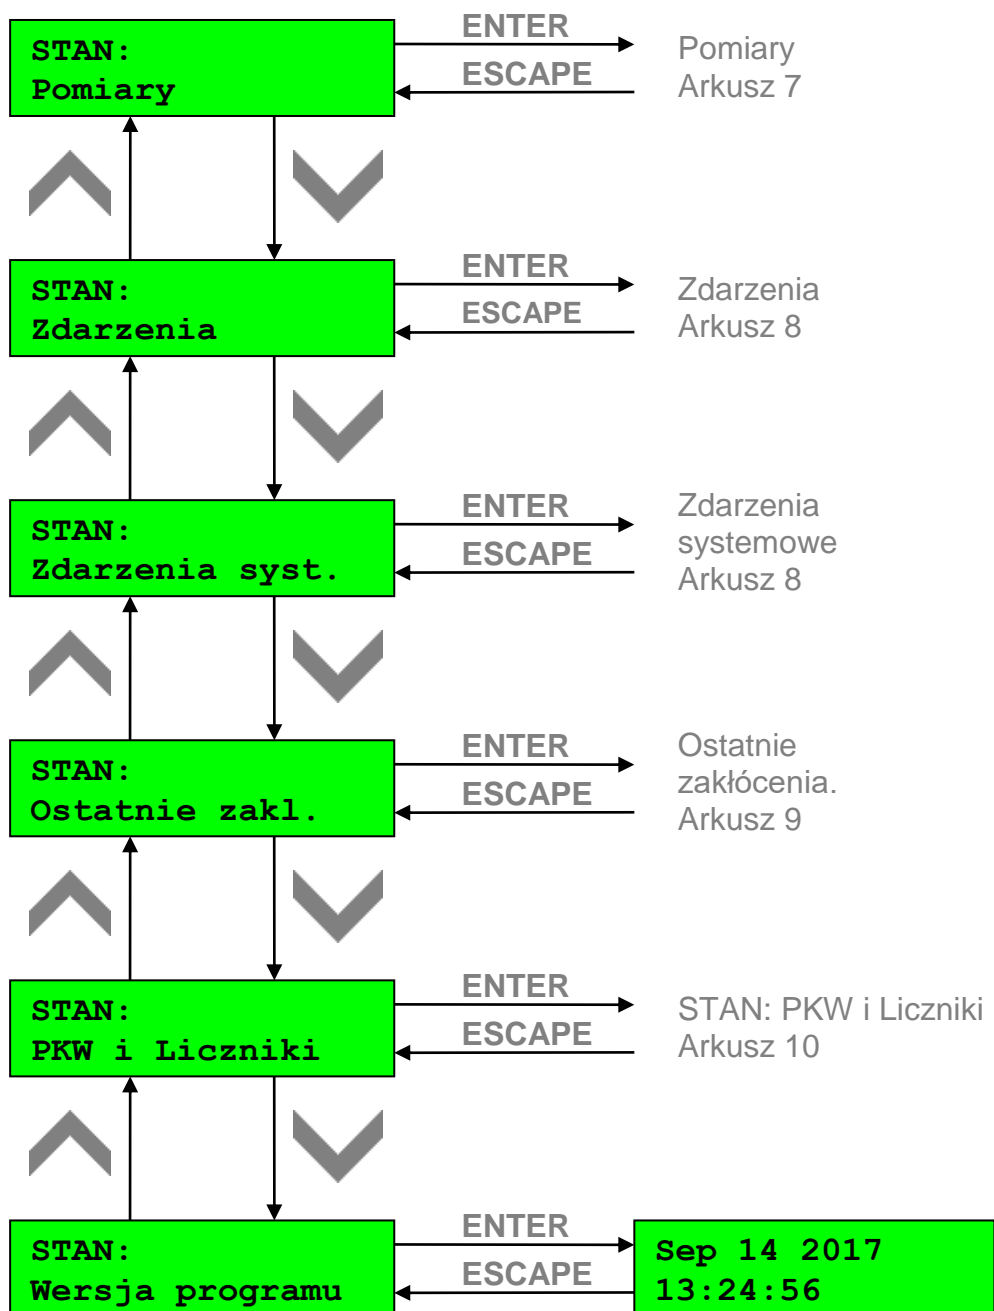 STAN:
Pomiary
ENTER
ESCAPE
Pomiary
Arkusz 7
STAN:
Zdarzenia
ENTER
ESCAPE
Zdarzenia
Arkusz 8
STAN:
Zdarzenia syst.
ENTER
ESCAPE
Zdarzenia
systemowe
Arkusz 8
STAN:
Ostatnie zakl.
ENTER
ESCAPE
Ostatnie
zakłócenia.
Arkusz 9
STAN:
PKW i Liczniki
ENTER
ESCAPE
STAN: PKW i Liczniki
Arkusz 10
STAN:
Wersja programu
ENTER
ESCAPE
Sep 14 2017
13:24:56